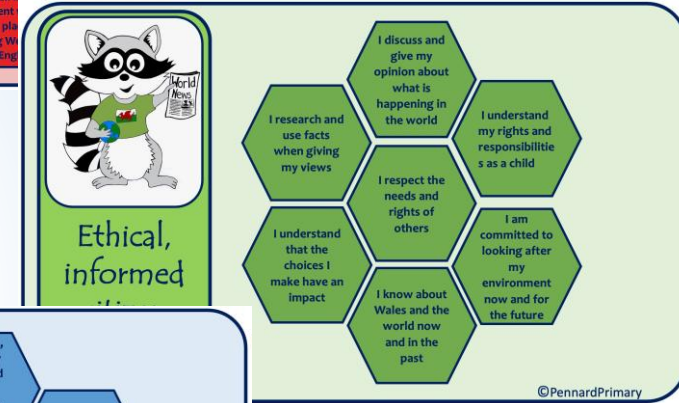 World
News
Ethical,
informed
I discuss and
give my
opinion about
what is
happening in
the world
I research and
use facts
when giving
my views
I understand
my rights and
responsibilitie
s as a child
I respect the
needs and
rights of
others
I understand
that the
choices I
make have an
impact
I am
committed to
looking after
my
environment
now and for
the future
I know about
Wales and the
world now
and in the
past
©PennardPrimary